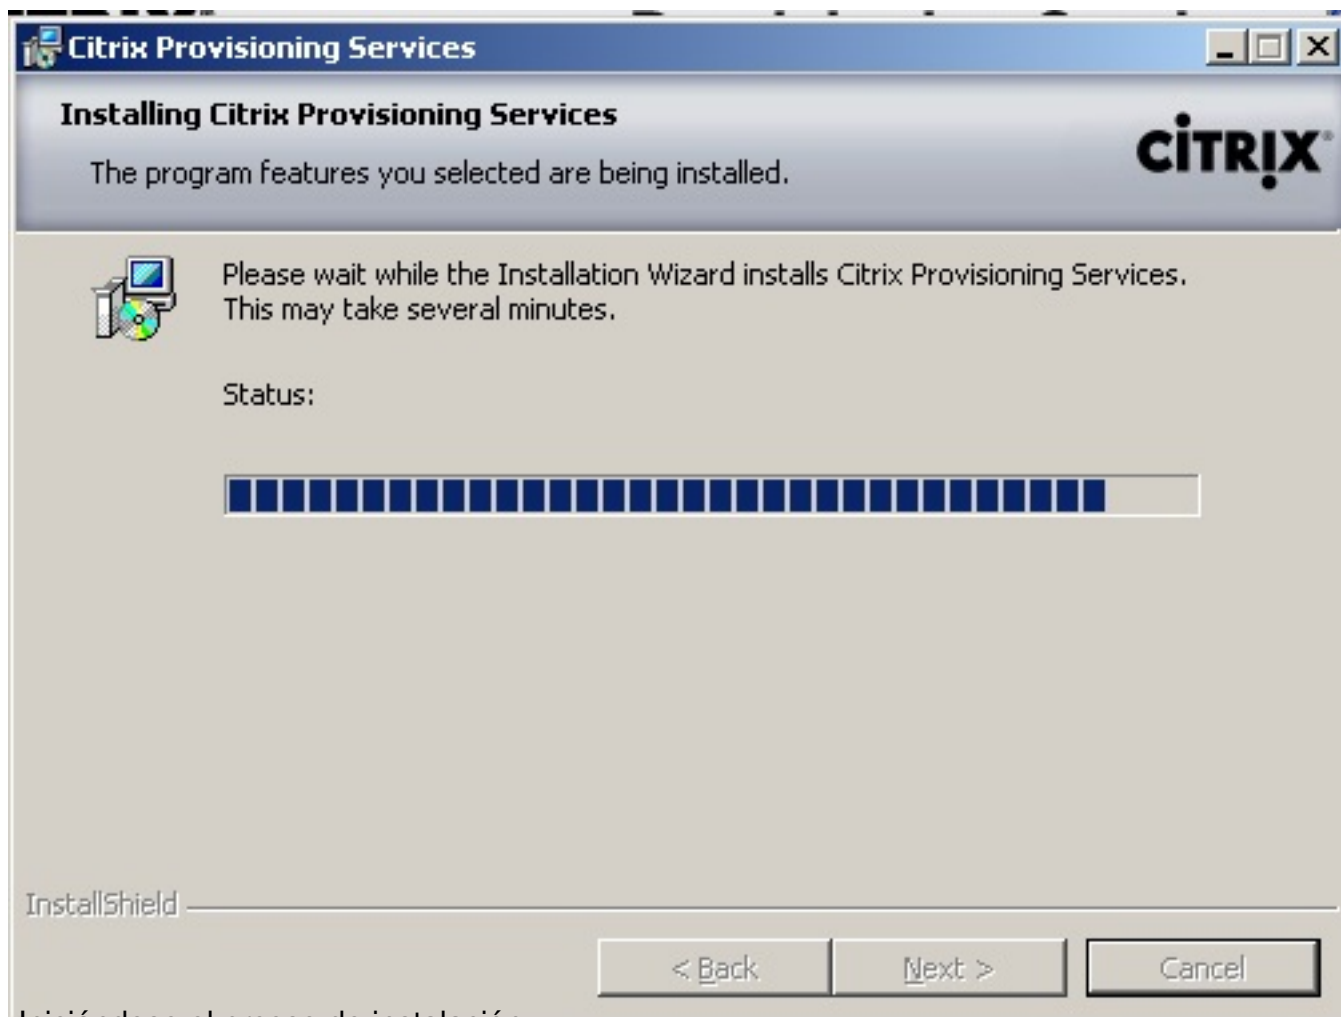 Citrix Provisioning Services
Installing Citrix Provisioning Services
The program features you selected are being installed.
CITRIX
Please wait while the Installation Wizard installs Citrix Provisioning Services.
This may take several minutes.
Status:
InstallShield
< Back
Next >
Cancel